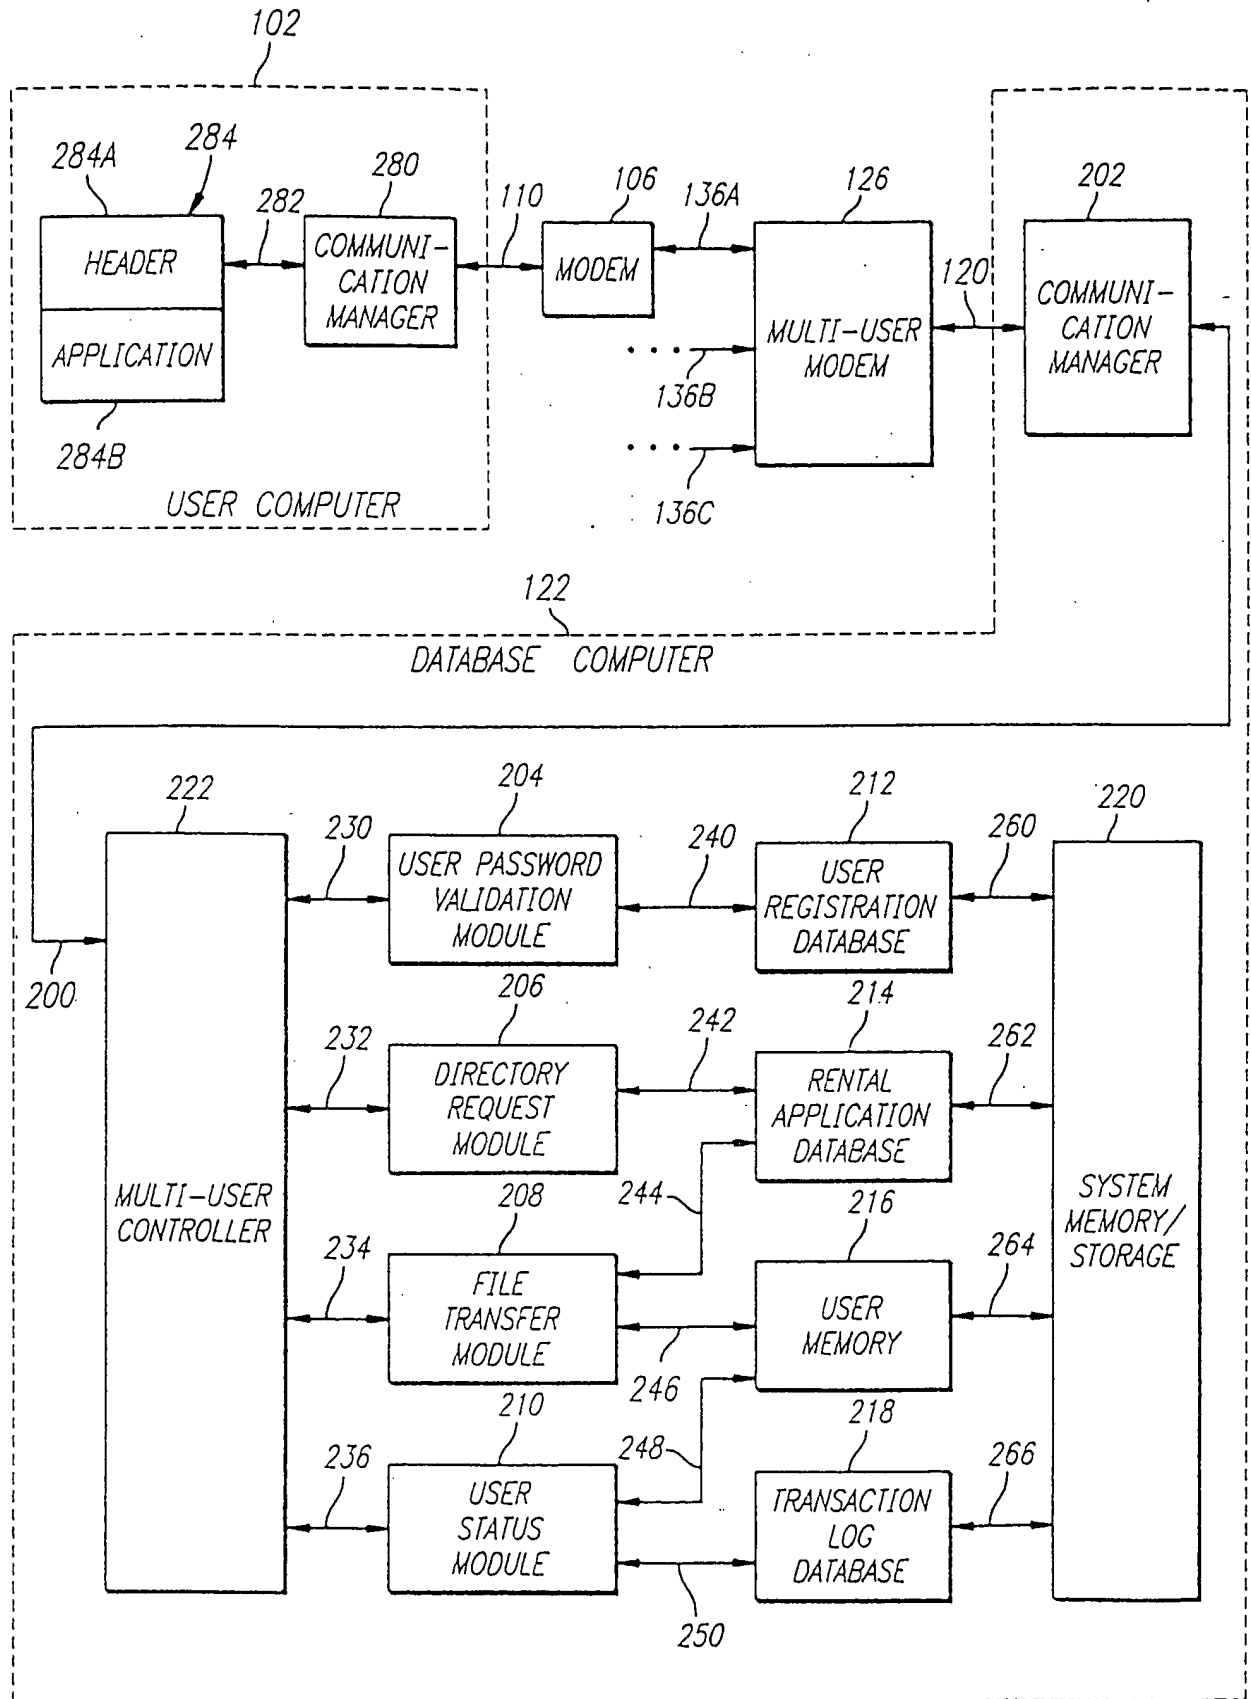 102
284A
284
282
280
110
106
136A
126
120
202
HEADER
APPLICATION
COMMUNI-
CATION
MANAGER
MODEM
MULTI-USER
MODEM
COMMUNI-
CATION
MANAGER
136B
136C
284B
USER COMPUTER
122
DATABASE COMPUTER
222
230
204
240
212
260
220
USER PASSWORD
VALIDATION
MODULE
USER
REGISTRATION
DATABASE
200
232
206
242
214
262
DIRECTORY
REQUEST
MODULE
RENTAL
APPLICATION
DATABASE
MULTI-USER
CONTROLLER
SYSTEM
MEMORY/
STORAGE
234
208
244
216
264
FILE
TRANSFER
MODULE
USER
MEMORY
246
236
210
248
218
266
USER
STATUS
MODULE
TRANSACTION
LOG
DATABASE
250